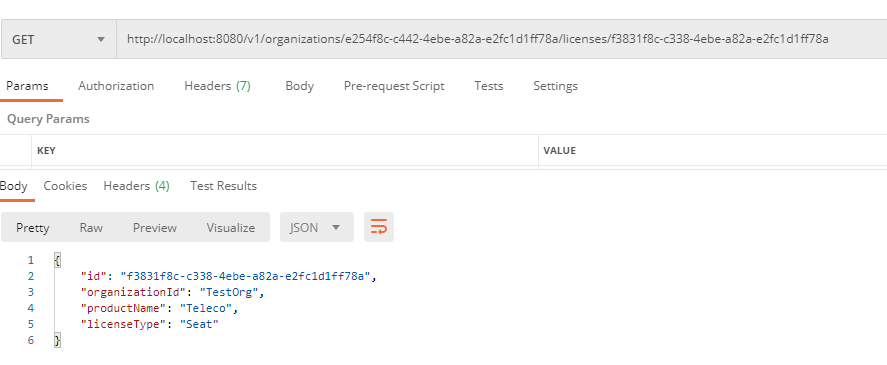 GET http://localhost:8080/v1/organizations/e254f8c-c442-4ebe-a82a-e2fc1d1ff78a/licenses/f3831f8c-c338-4ebe-a82a-e2fc1d1ff78a
Params Authorization Headers (7) Body Pre-request Script Tests Settings
Query Params
KEY VALUE
Body Cookies Headers (4) Test Results
Pretty Raw Preview Visualize JSON
1 {
2 "id": "f3831f8c-c338-4ebe-a82a-e2fc1d1ff78a",
3 "organizationId": "TestOrg",
4 "productName": "Teleco",
5 "licenseType": "Seat"
6 }